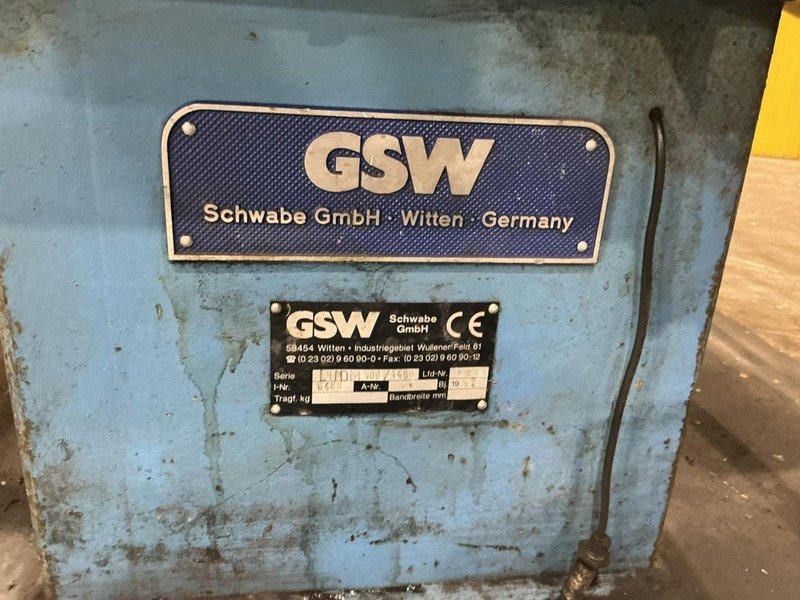 GSW
Schwabe GmbH · Witten · Germany
GSW Schwabe GmbH CE
58454 Witten • Industriegebiet Wullener Feld 61
☎ (0 23 02) 9 60 90-0 • Fax: (0 23 02) 9 60 90-12
Serie Lfd-Nr.
I-Nr. A-Nr. Bj. 19
Tragf. kg Bandbreite mm